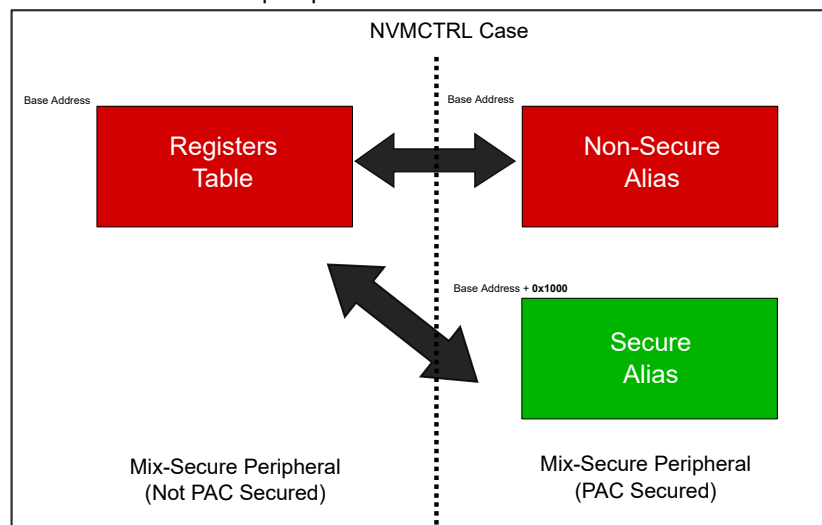 NVMCTRL Case
Base Address
Registers
Table
Base Address
Non-Secure
Alias
Base Address + 0x1000
Secure
Alias
Mix-Secure Peripheral
(Not PAC Secured)
Mix-Secure Peripheral
(PAC Secured)